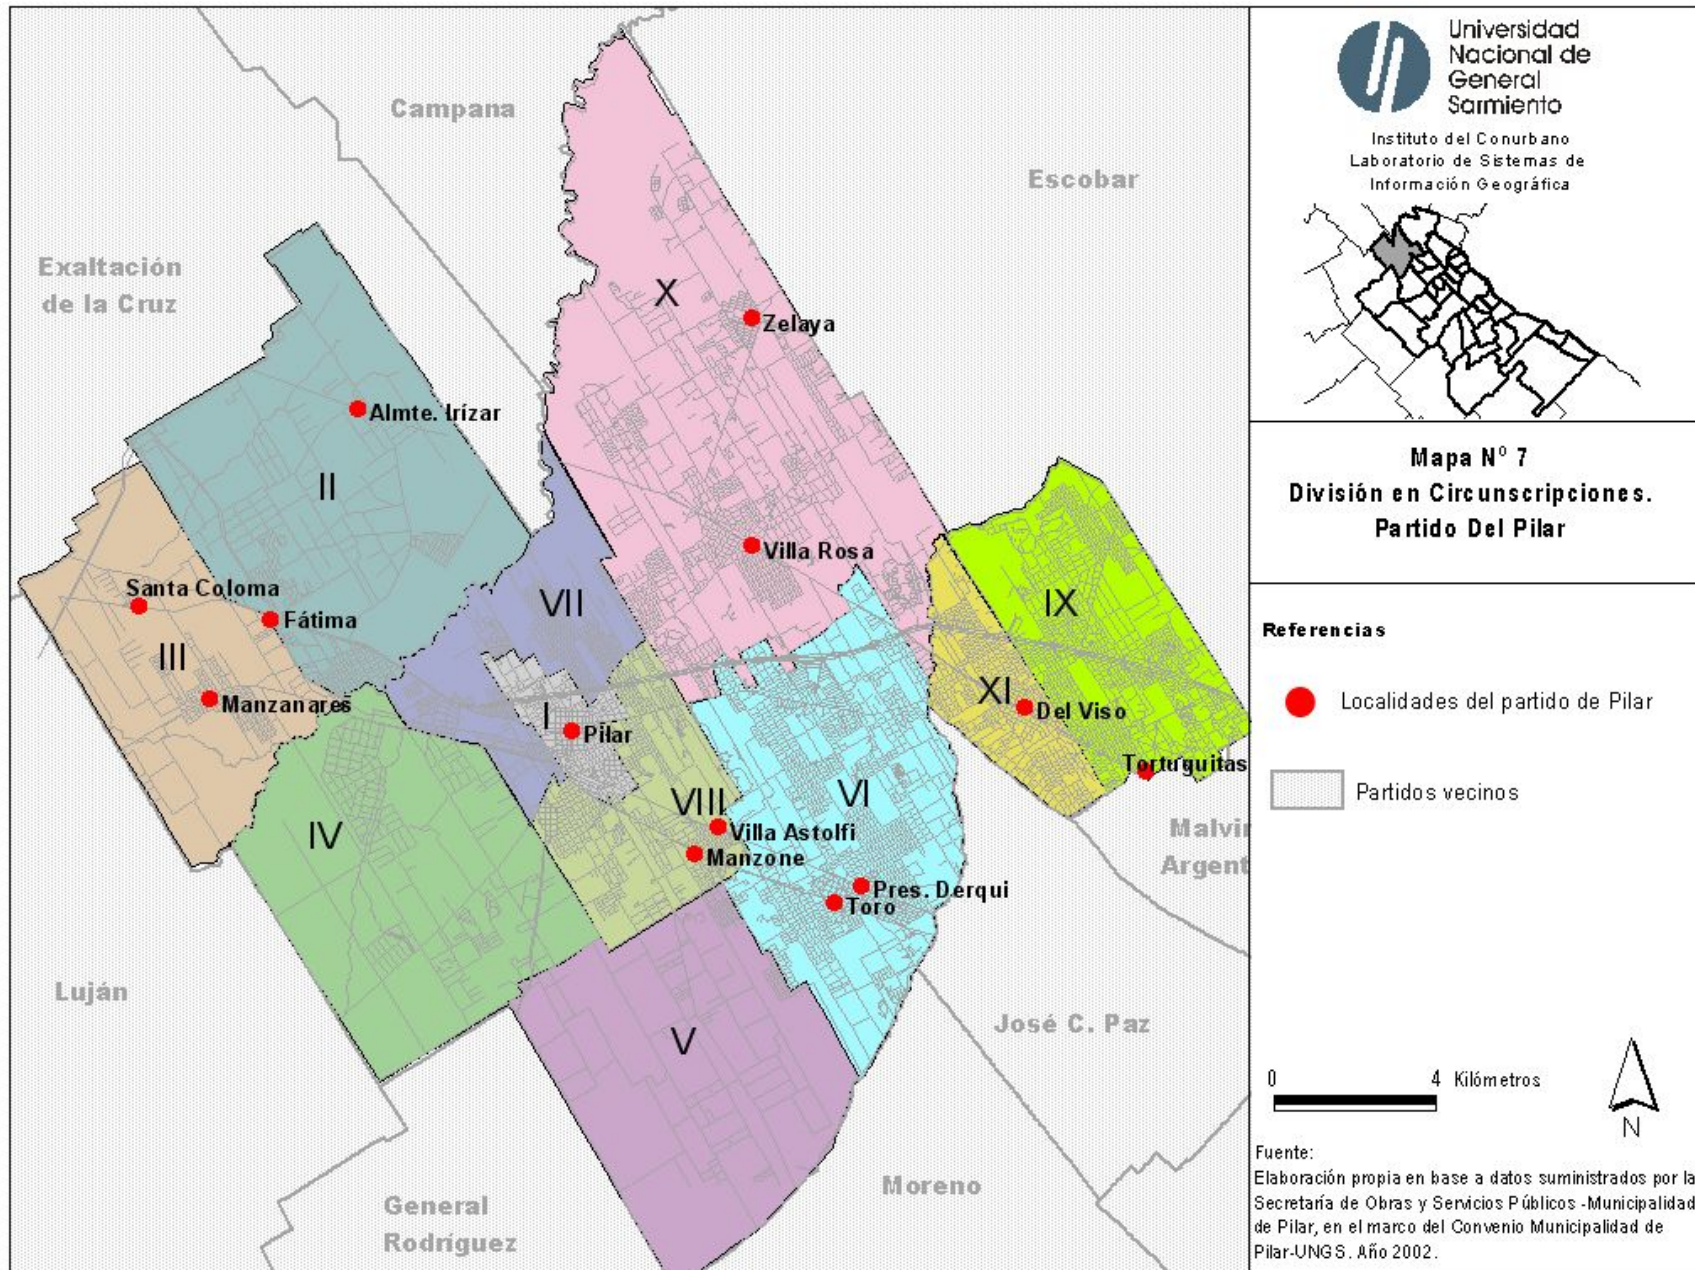 Campana
Escobar
Exaltación
de la Cruz
X
Zelaya
Almte. Irízar
II
Villa Rosa
Santa Coloma
Fátima
VII
IX
III
Manzanares
I
Pilar
XI
Del Viso
Tortuguitas
IV
VIII
VI
Villa Astolfi
Manzone
Malvin
Argent
Pres. Derqui
Toro
Luján
V
José C. Paz
Moreno
General
Rodríguez
Universidad
Nacional de
General
Sarmiento
Instituto del Conurbano
Laboratorio de Sistemas de
Información Geográfica
Mapa Nº 7
División en Circunscripciones.
Partido Del Pilar
Referencias
Localidades del partido de Pilar
Partidos vecinos
0 4 Kilómetros
N
Fuente:
Elaboración propia en base a datos suministrados por la
Secretaría de Obras y Servicios Públicos -Municipalidad
de Pilar, en el marco del Convenio Municipalidad de
Pilar-UNGS. Año 2002.